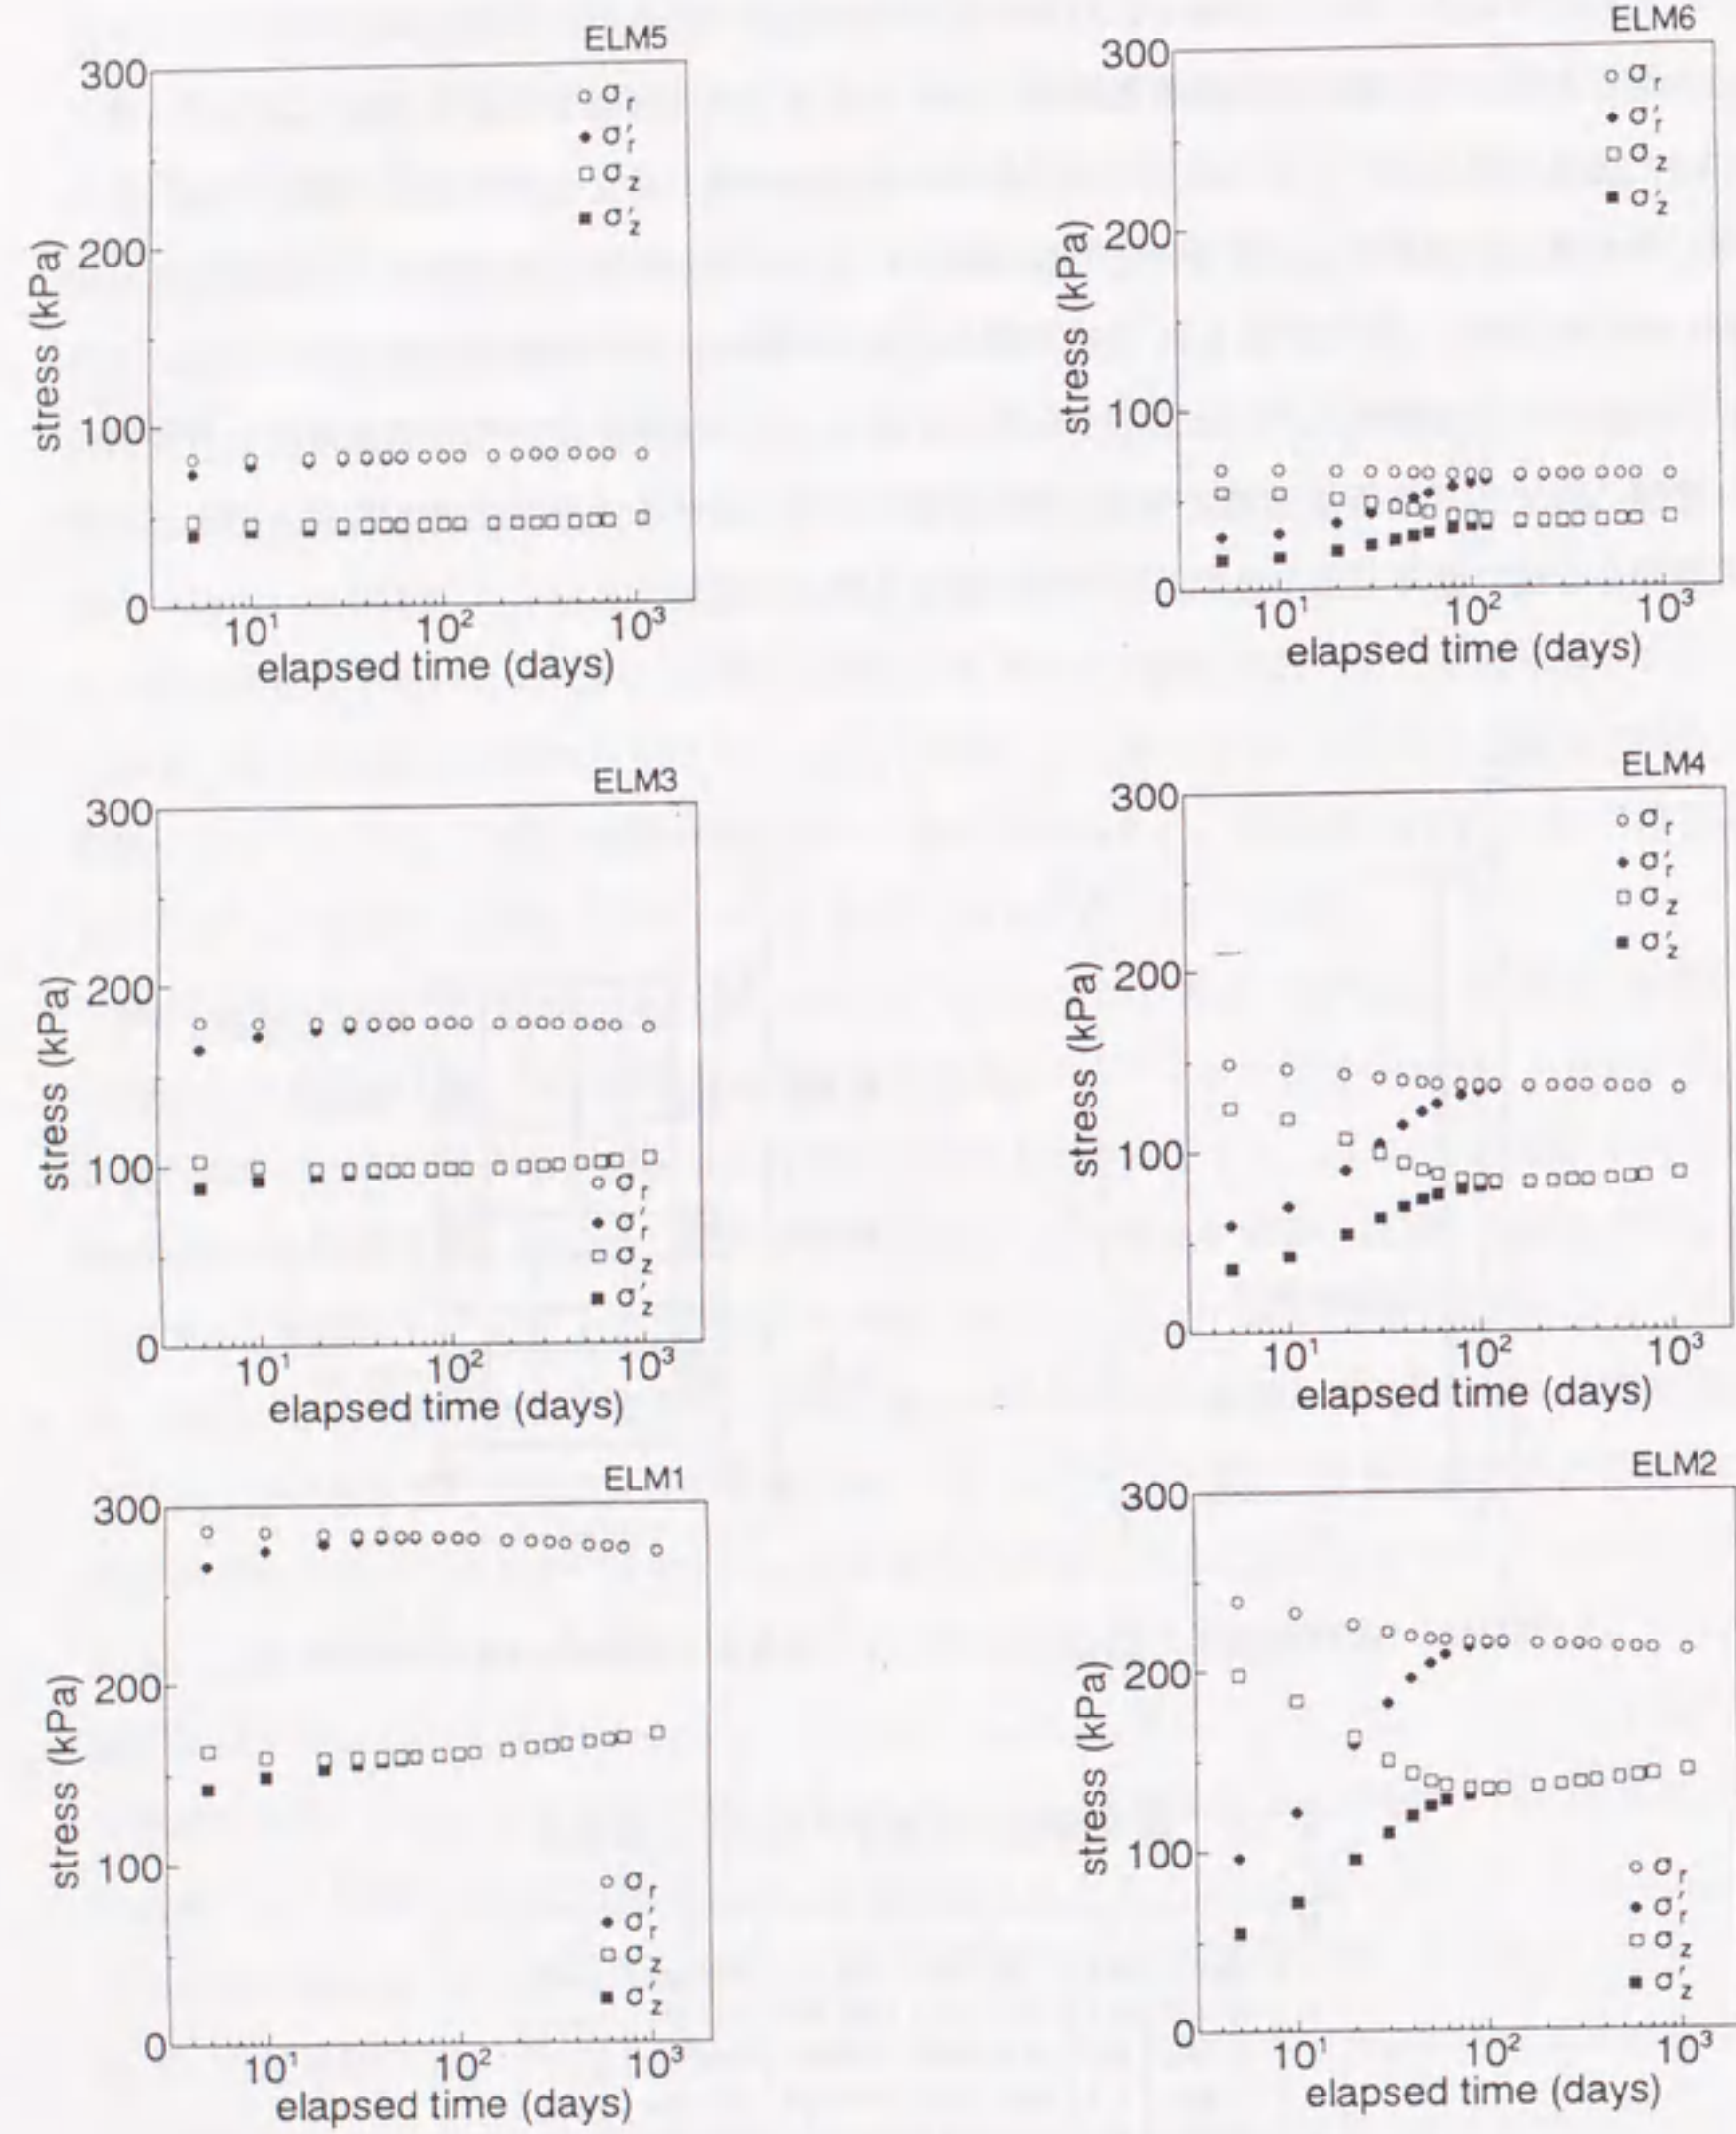 ELM5
300
200
100
0
stress (kPa)
○ σr
◆ σ′r
□ σz
■ σ′z
10¹ 10² 10³
elapsed time (days)
ELM6
300
200
100
0
stress (kPa)
○ σr
◆ σ′r
□ σz
■ σ′z
10¹ 10² 10³
elapsed time (days)
ELM3
300
200
100
0
stress (kPa)
○ σr
◆ σ′r
□ σz
■ σ′z
10¹ 10² 10³
elapsed time (days)
ELM4
300
200
100
0
stress (kPa)
○ σr
◆ σ′r
□ σz
■ σ′z
10¹ 10² 10³
elapsed time (days)
ELM1
300
200
100
0
stress (kPa)
○ σr
◆ σ′r
□ σz
■ σ′z
10¹ 10² 10³
elapsed time (days)
ELM2
300
200
100
0
stress (kPa)
○ σr
◆ σ′r
□ σz
■ σ′z
10¹ 10² 10³
elapsed time (days)